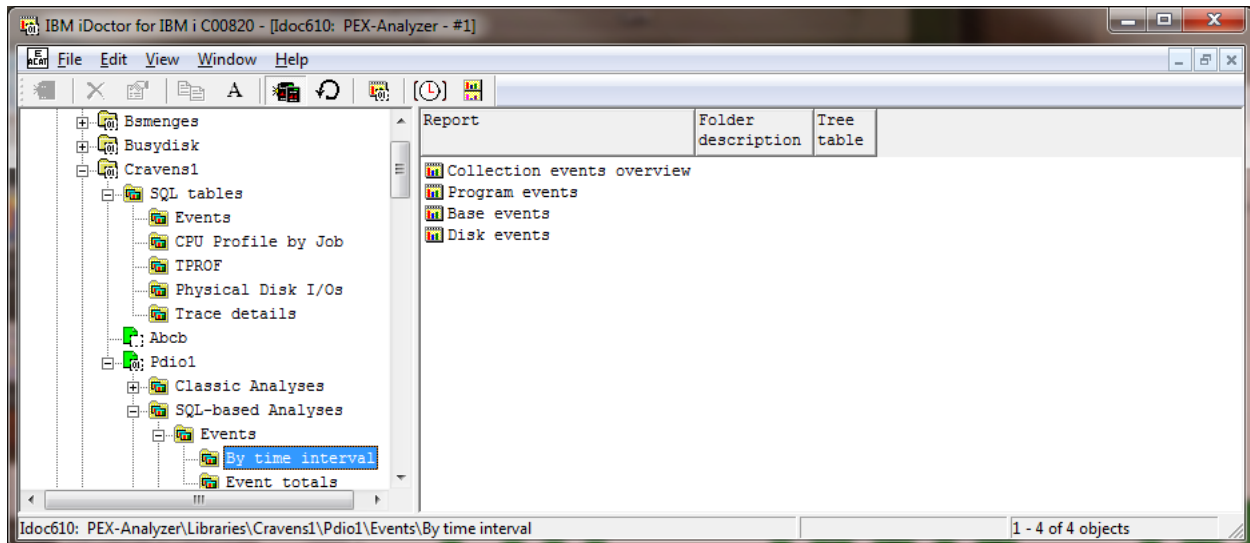 IBM iDoctor for IBM i C00820 - [Idoc610: PEX-Analyzer - #1]
File Edit View Window Help
Bsmenges
Busydisk
Cravens1
SQL tables
Events
CPU Profile by Job
TPROF
Physical Disk I/Os
Trace details
Abcb
Pdio1
Classic Analyses
SQL-based Analyses
Events
By time interval
Event totals
Report Folder description Tree table
Collection events overview
Program events
Base events
Disk events
Idoc610: PEX-Analyzer\Libraries\Cravens1\Pdio1\Events\By time interval 1 - 4 of 4 objects